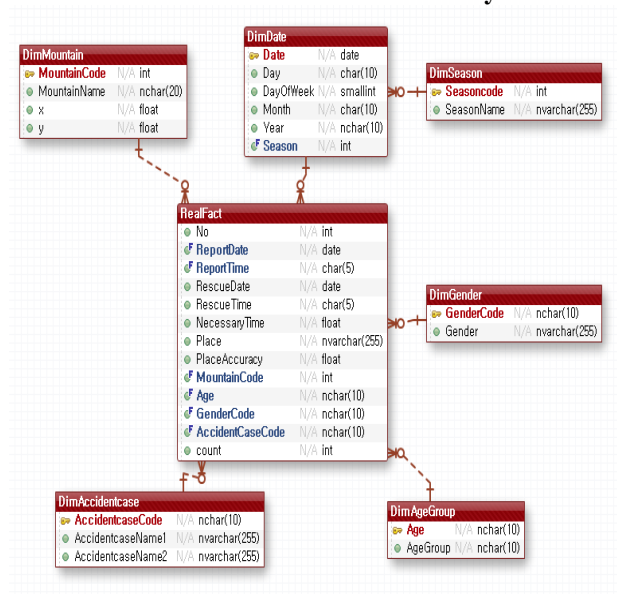 DimMountain
MountainCode N/A int
MountainName N/A nchar(20)
x N/A float
y N/A float
DimDate
Date N/A date
Day N/A char(10)
DayOfWeek N/A smallint
Month N/A char(10)
Year N/A nchar(10)
Season N/A int
DimSeason
Seasoncode N/A int
SeasonName N/A nvarchar(255)
RealFact
No N/A int
F ReportDate N/A date
F ReportTime N/A char(5)
RescueDate N/A date
RescueTime N/A char(5)
NecessaryTime N/A float
Place N/A nvarchar(255)
PlaceAccuracy N/A float
F MountainCode N/A int
F Age N/A nchar(10)
F GenderCode N/A nchar(10)
F AccidentCaseCode N/A nchar(10)
count N/A int
DimGender
GenderCode N/A nchar(10)
Gender N/A nvarchar(255)
DimAccidentcase
AccidentcaseCode N/A nchar(10)
AccidentcaseName1 N/A nvarchar(255)
AccidentcaseName2 N/A nvarchar(255)
DimAgeGroup
Age N/A nchar(10)
AgeGroup N/A nchar(10)